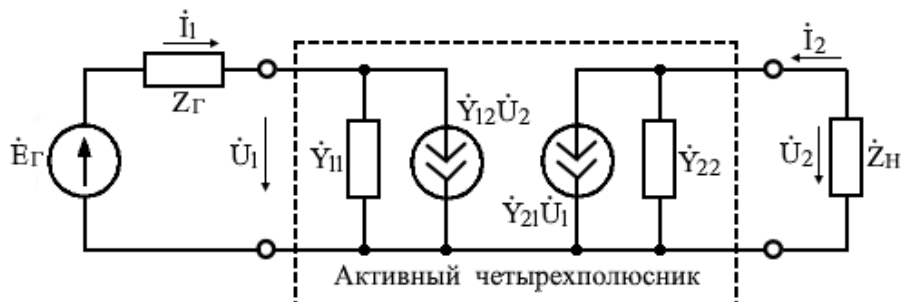 İ1
İ2
ZГ
Ẏ12U̇2
ĖГ
U̇1
Ẏ11
Ẏ22
U̇2
ŻН
Ẏ21U̇1
Активный четырехполюсник